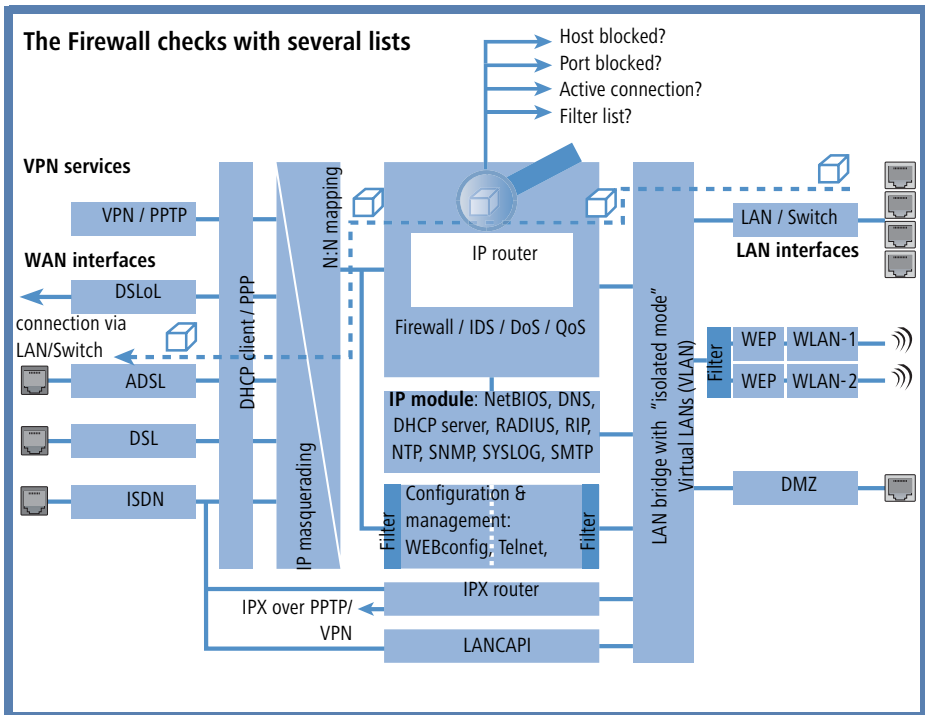 The Firewall checks with several lists
Host blocked?
Port blocked?
Active connection?
Filter list?
VPN services
VPN / PPTP
WAN interfaces
DSLoL
connection via
LAN/Switch
ADSL
DSL
ISDN
DHCP client / PPP
IP masquerading
N:N mapping
IP router
Firewall / IDS / DoS / QoS
IP module: NetBIOS, DNS,
DHCP server, RADIUS, RIP,
NTP, SNMP, SYSLOG, SMTP
Filter
Configuration &
management:
WEBconfig, Telnet,
Filter
IPX router
IPX over PPTP/
VPN
LANCAPI
LAN bridge with "isolated mode"
Virtual LANs (VLAN)
LAN / Switch
LAN interfaces
Filter
WEP
WLAN-1
WEP
WLAN-2
DMZ